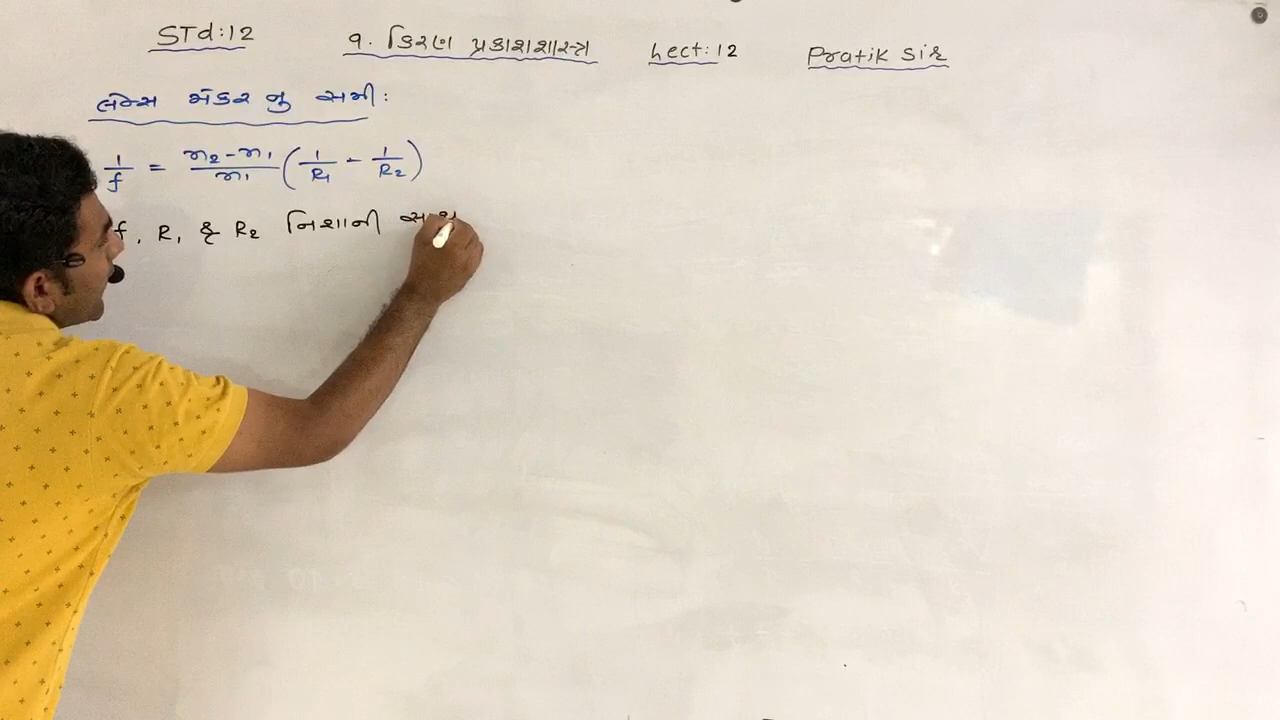 STd:12 ૧. કિરણ પ્રકાશશાસ્ત્ર Lect:12 Pratik Sir
લેન્સ મેકર નુ સમી:
1/f = n₂-n₁/n₁ (1/R₁ - 1/R₂)
f, R₁ & R₂ નિશાની